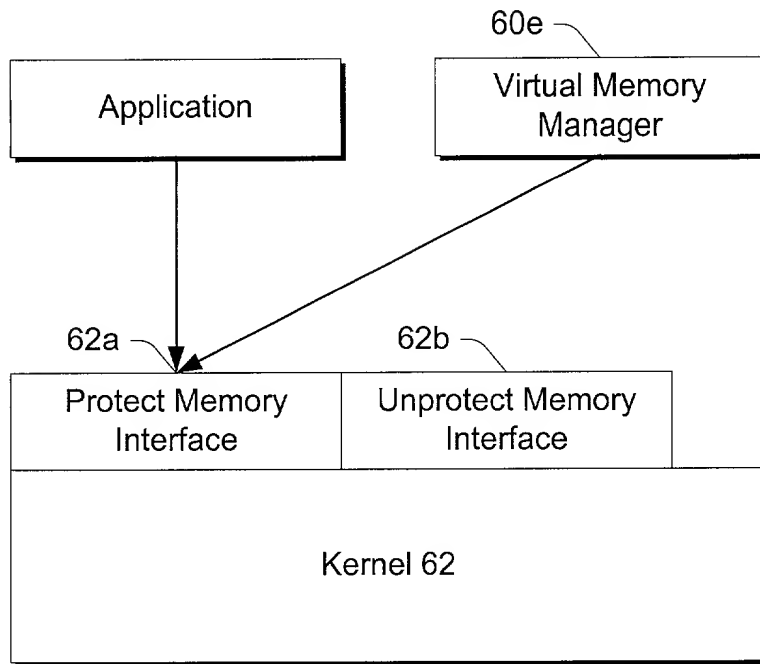 60e
Application
Virtual Memory
Manager
62a
62b
Protect Memory
Interface
Unprotect Memory
Interface
Kernel 62